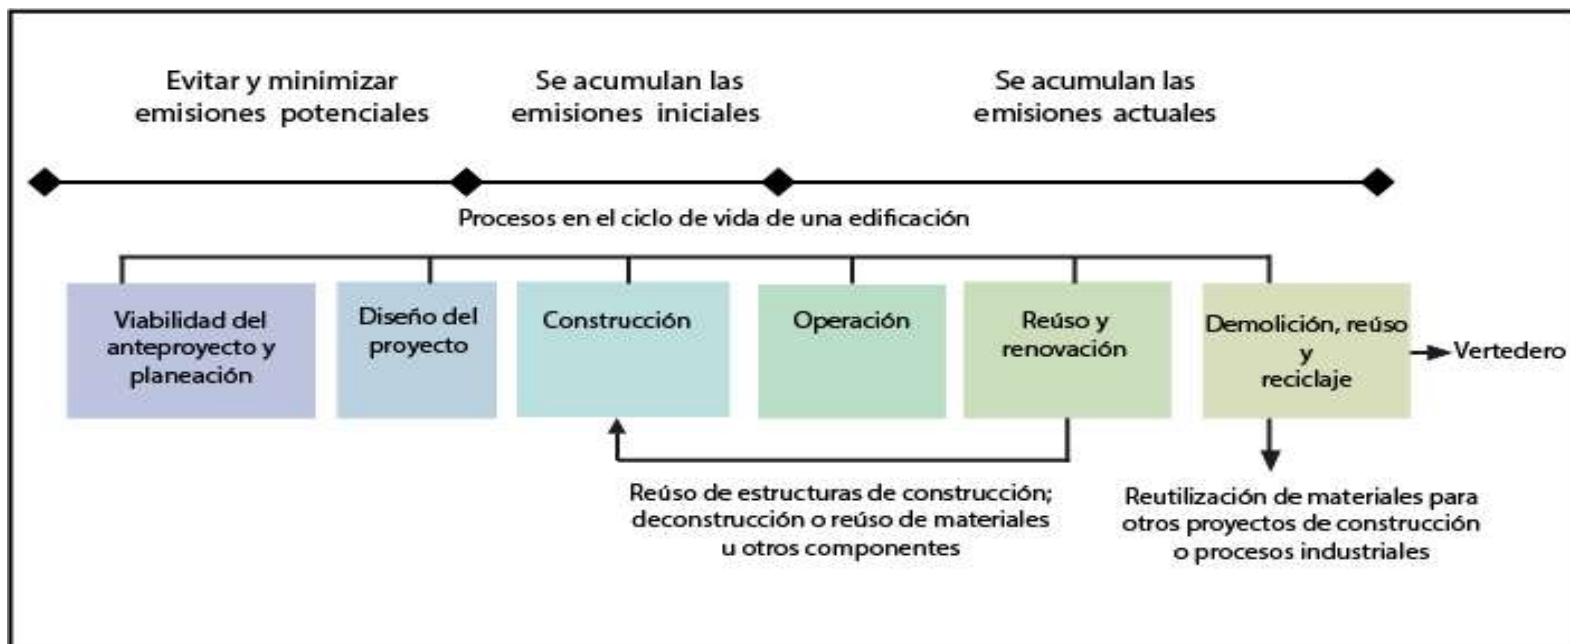 Evitar y minimizar
emisiones potenciales
Se acumulan las
emisiones iniciales
Se acumulan las
emisiones actuales
Procesos en el ciclo de vida de una edificación
Viabilidad del
anteproyecto y
planeación
Diseño del
proyecto
Construcción
Operación
Reúso y
renovación
Demolición, reúso
y
reciclaje
Vertedero
Reúso de estructuras de construcción;
deconstrucción o reúso de materiales
u otros componentes
Reutilización de materiales para
otros proyectos de construcción
o procesos industriales